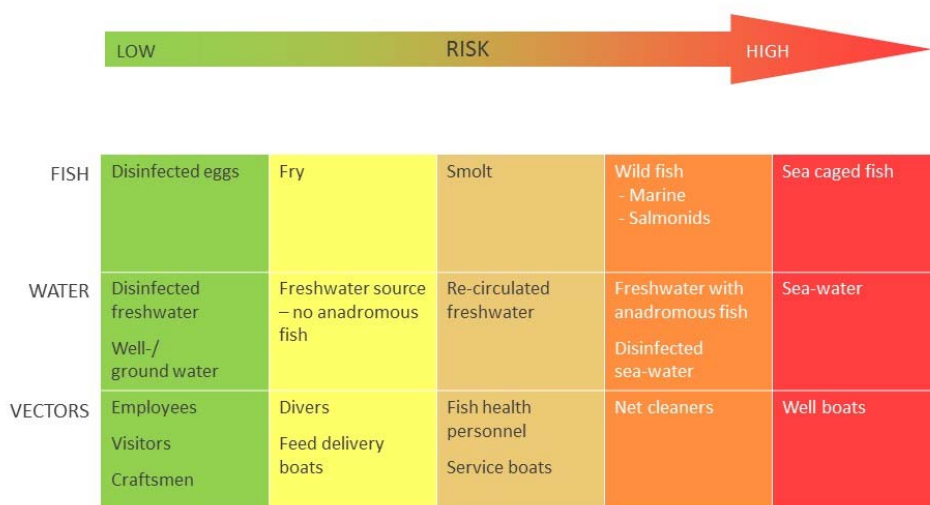 LOW RISK HIGH
FISH
Disinfected eggs
Fry
Smolt
Wild fish
- Marine
- Salmonids
Sea caged fish
WATER
Disinfected
freshwater
Well-/
ground water
Freshwater source
– no anadromous
fish
Re-circulated
freshwater
Freshwater with
anadromous fish
Disinfected
sea-water
Sea-water
VECTORS
Employees
Visitors
Craftsmen
Divers
Feed delivery
boats
Fish health
personnel
Service boats
Net cleaners
Well boats